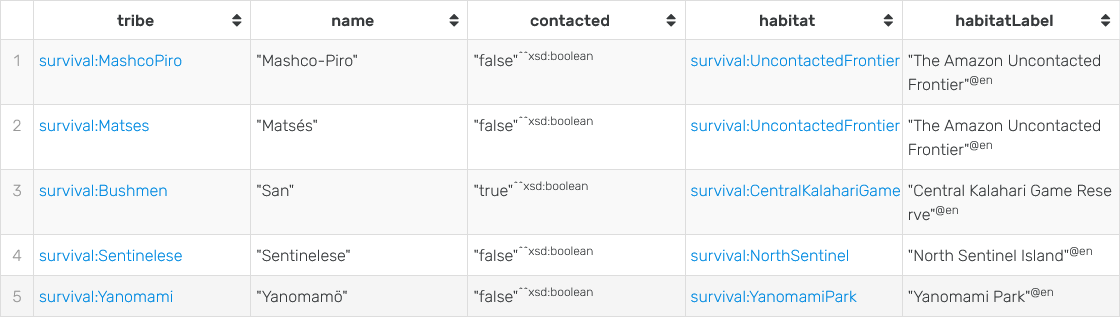 tribe name contacted habitat habitatLabel
1 survival:MashcoPiro "Mashco-Piro" "false"^^xsd:boolean survival:UncontactedFrontier "The Amazon Uncontacted
Frontier"@en
2 survival:Matses "Matsés" "false"^^xsd:boolean survival:UncontactedFrontier "The Amazon Uncontacted
Frontier"@en
3 survival:Bushmen "San" "true"^^xsd:boolean survival:CentralKalahariGame "Central Kalahari Game Rese
rve"@en
4 survival:Sentinelese "Sentinelese" "false"^^xsd:boolean survival:NorthSentinel "North Sentinel Island"@en
5 survival:Yanomami "Yanomamö" "false"^^xsd:boolean survival:YanomamiPark "Yanomami Park"@en